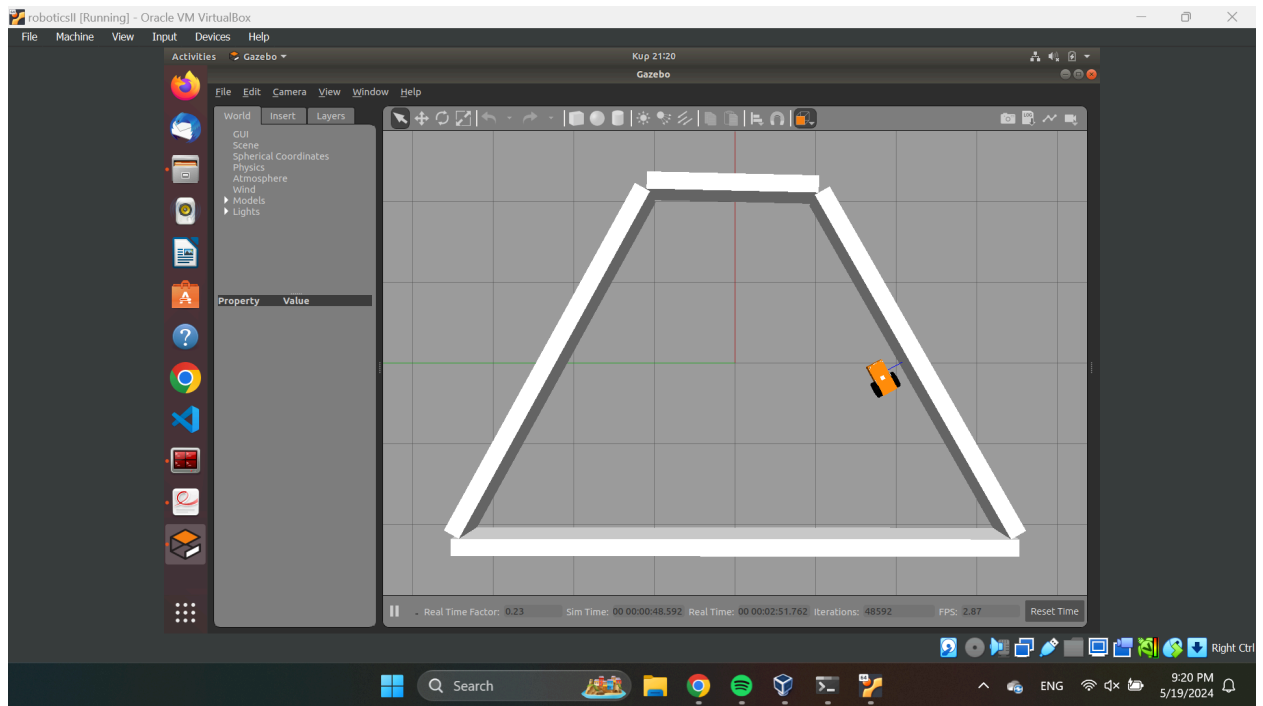 roboticsII [Running] - Oracle VM VirtualBox
File Machine View Input Devices Help
Activities Gazebo Kup 21:20
Gazebo
File Edit Camera View Window Help
World Insert Layers
GUI
Scene
Spherical Coordinates
Physics
Atmosphere
Wind
Models
Lights
Property Value
Real Time Factor: 0.23 Sim Time: 00 00:00:48.592 Real Time: 00 00:02:51.762 Iterations: 48592 FPS: 2.87 Reset Time
Right Ctrl
Search
ENG
9:20 PM
5/19/2024